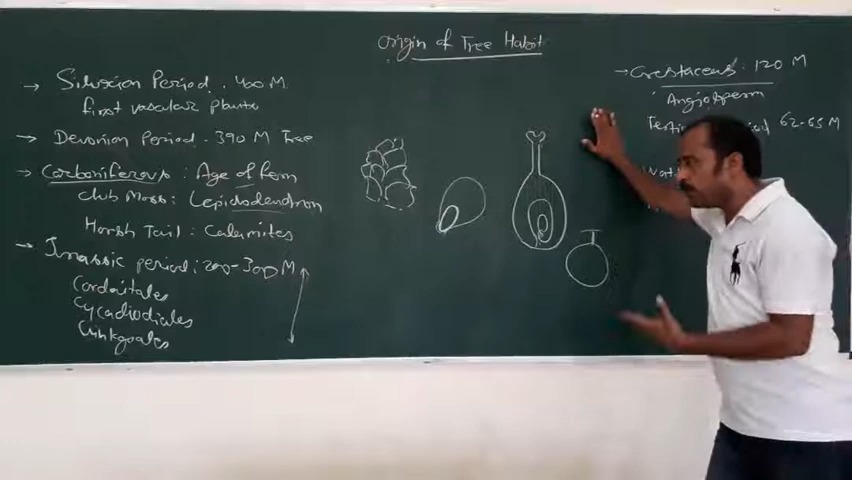 Origin of Tree Habit
→ Silurian Period. 400 M.
first vascular plants
→ Devonian Period. 390 M Tree
→ Carboniferous : Age of fern
Club Moss : Lepidodendron
Horsh Tail : Calamites
→ Jurassic period : 200-300 M
Cordaitales
Cycadiodiales
Ginkgoales
→ Cretaceous : 120 M
Angiosperm
62-65 M